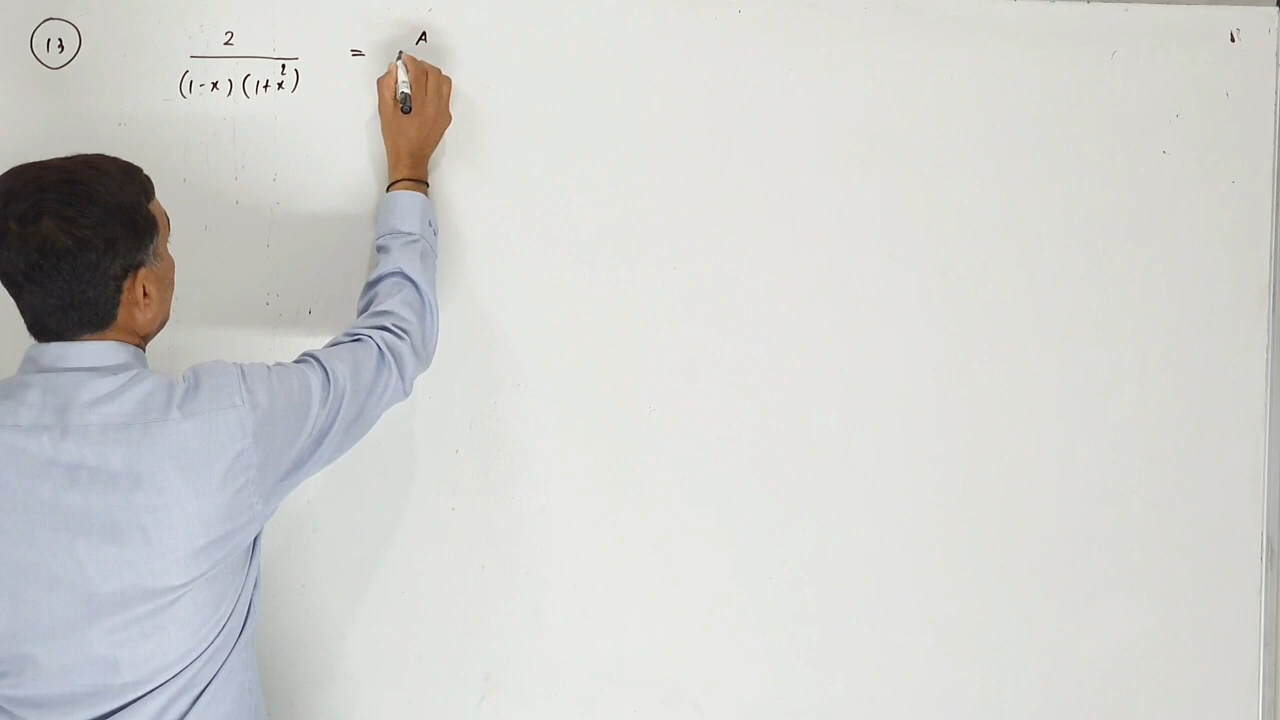 13
2 / (1-x)(1+x²) = A